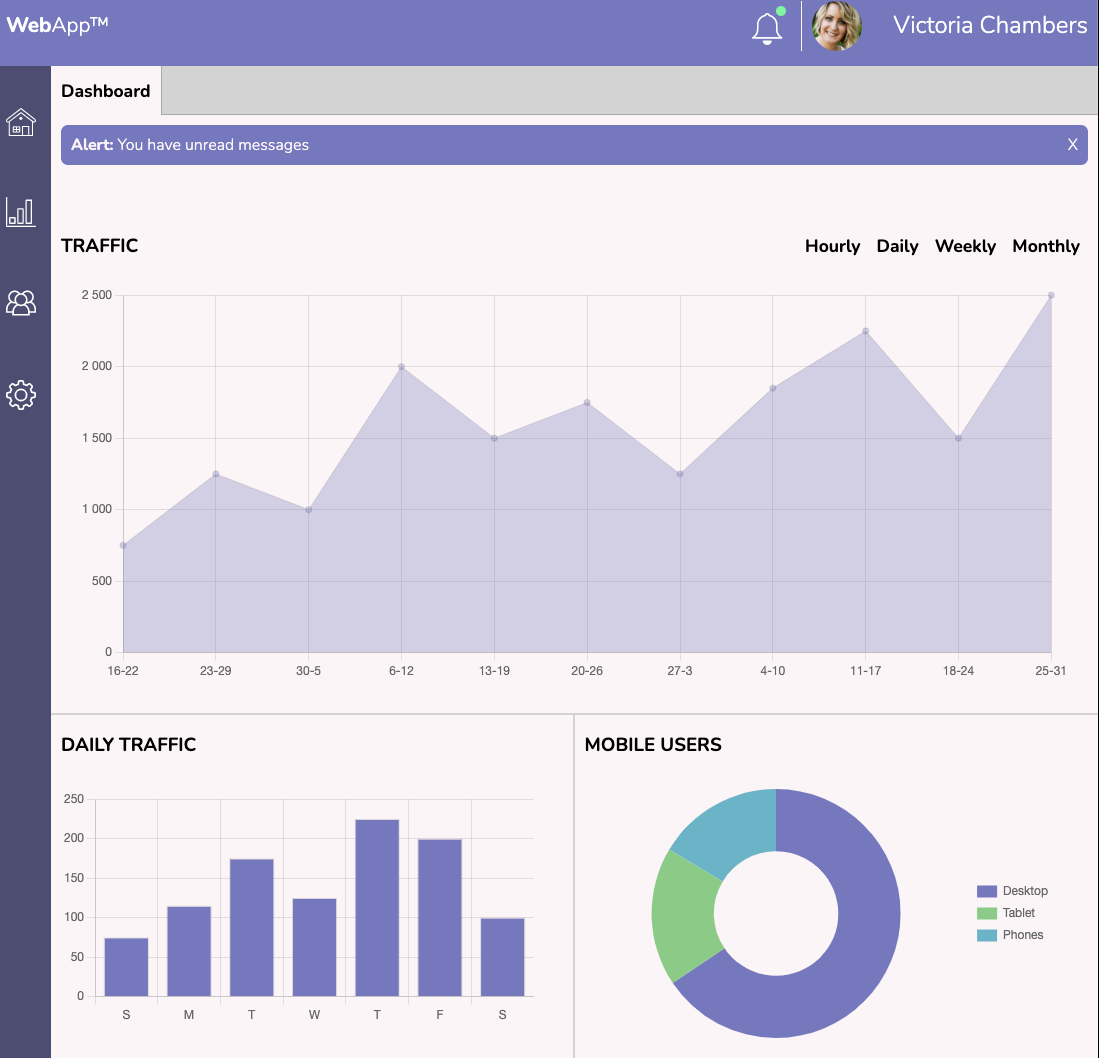 WebApp™
Victoria Chambers
Dashboard
Alert: You have unread messages X
TRAFFIC
Hourly Daily Weekly Monthly
2 500
2 000
1 500
1 000
500
0
16-22 23-29 30-5 6-12 13-19 20-26 27-3 4-10 11-17 18-24 25-31
DAILY TRAFFIC
250
200
150
100
50
0
S M T W T F S
MOBILE USERS
Desktop
Tablet
Phones